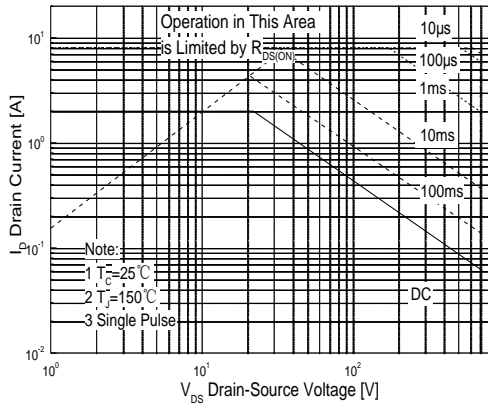 Operation in This Area
is Limited by RDS(ON)
10µs
100µs
1ms
10ms
100ms
DC
Note:
1 TC=25℃
2 TJ=150℃
3 Single Pulse
10¹
10⁰
10⁻¹
10⁻²
ID Drain Current [A]
10⁰
10¹
10²
VDS Drain-Source Voltage [V]